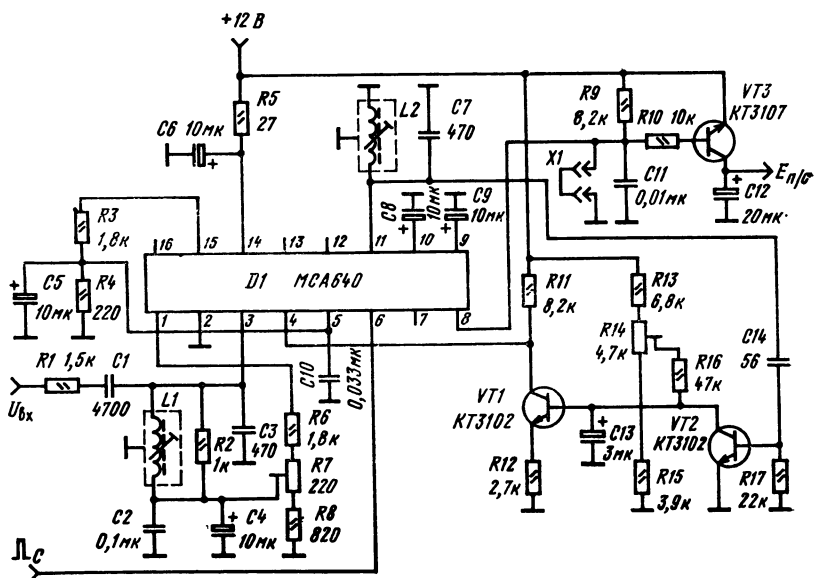 +12 В
R5
27
C6 10мк
+
L2
C7
470
R9
8,2к
R10 10к
VT3
КТ3107
X1
C11
0,01мк
Eп/с
+
C12
20мк
R3
1,8к
C8
10мк
+
C9
10мк
+
16 15 14 13 12 11 10 9
D1 MCA640
1 2 3 4 5 6 7 8
+
C5
10мк
R4
220
R11
8,2к
R13
6,8к
R14
4,7к
R16
47к
C14
56
R1 1,5к
C1
4700
Uвх
L1
R2
1к
C3
470
C10
0,033мк
R6
1,8к
R7
220
R8
820
C2
0,1мк
+
C4
10мк
VT1
КТ3102
+
C13
3мк
VT2
КТ3102
R12
2,7к
R15
3,9к
R17
22к
C